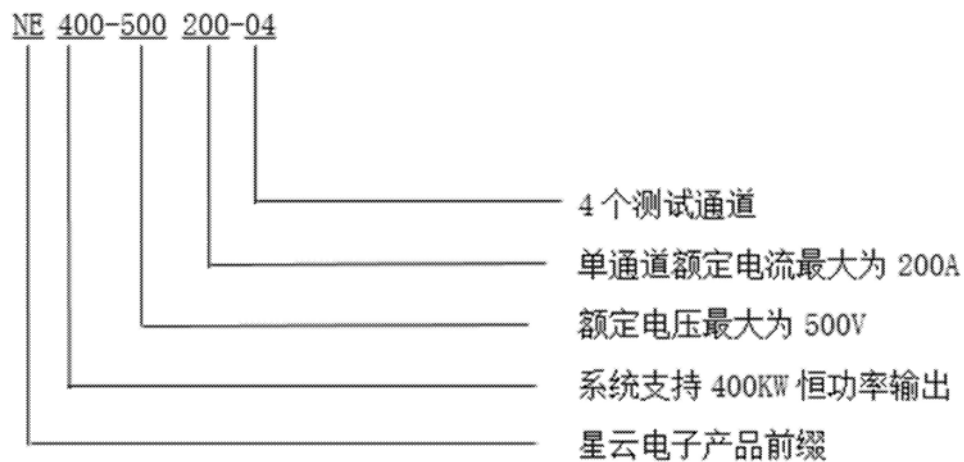 NE 400-500 200-04
4个测试通道
单通道额定电流最大为 200A
额定电压最大为 500V
系统支持 400KW 恒功率输出
星云电子产品前缀